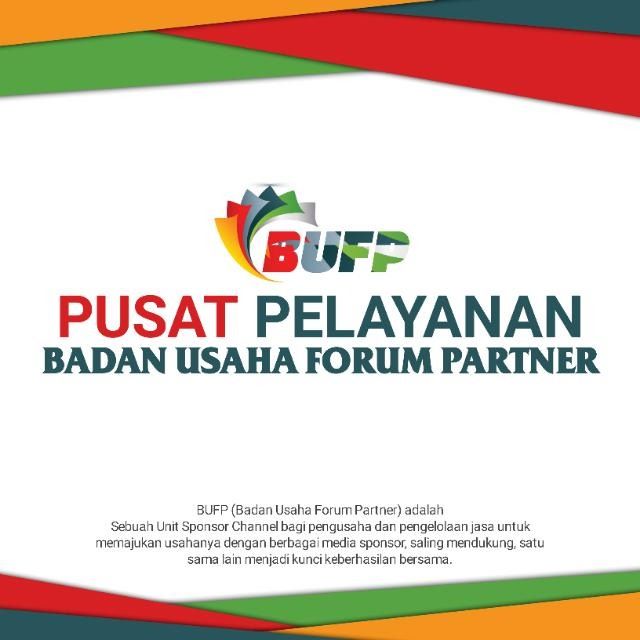 BUFP
PUSAT PELAYANAN
BADAN USAHA FORUM PARTNER
BUFP (Badan Usaha Forum Partner) adalah
Sebuah Unit Sponsor Channel bagi pengusaha dan pengelolaan jasa untuk
memajukan usahanya dengan berbagai media sponsor, saling mendukung, satu
sama lain menjadi kunci keberhasilan bersama.